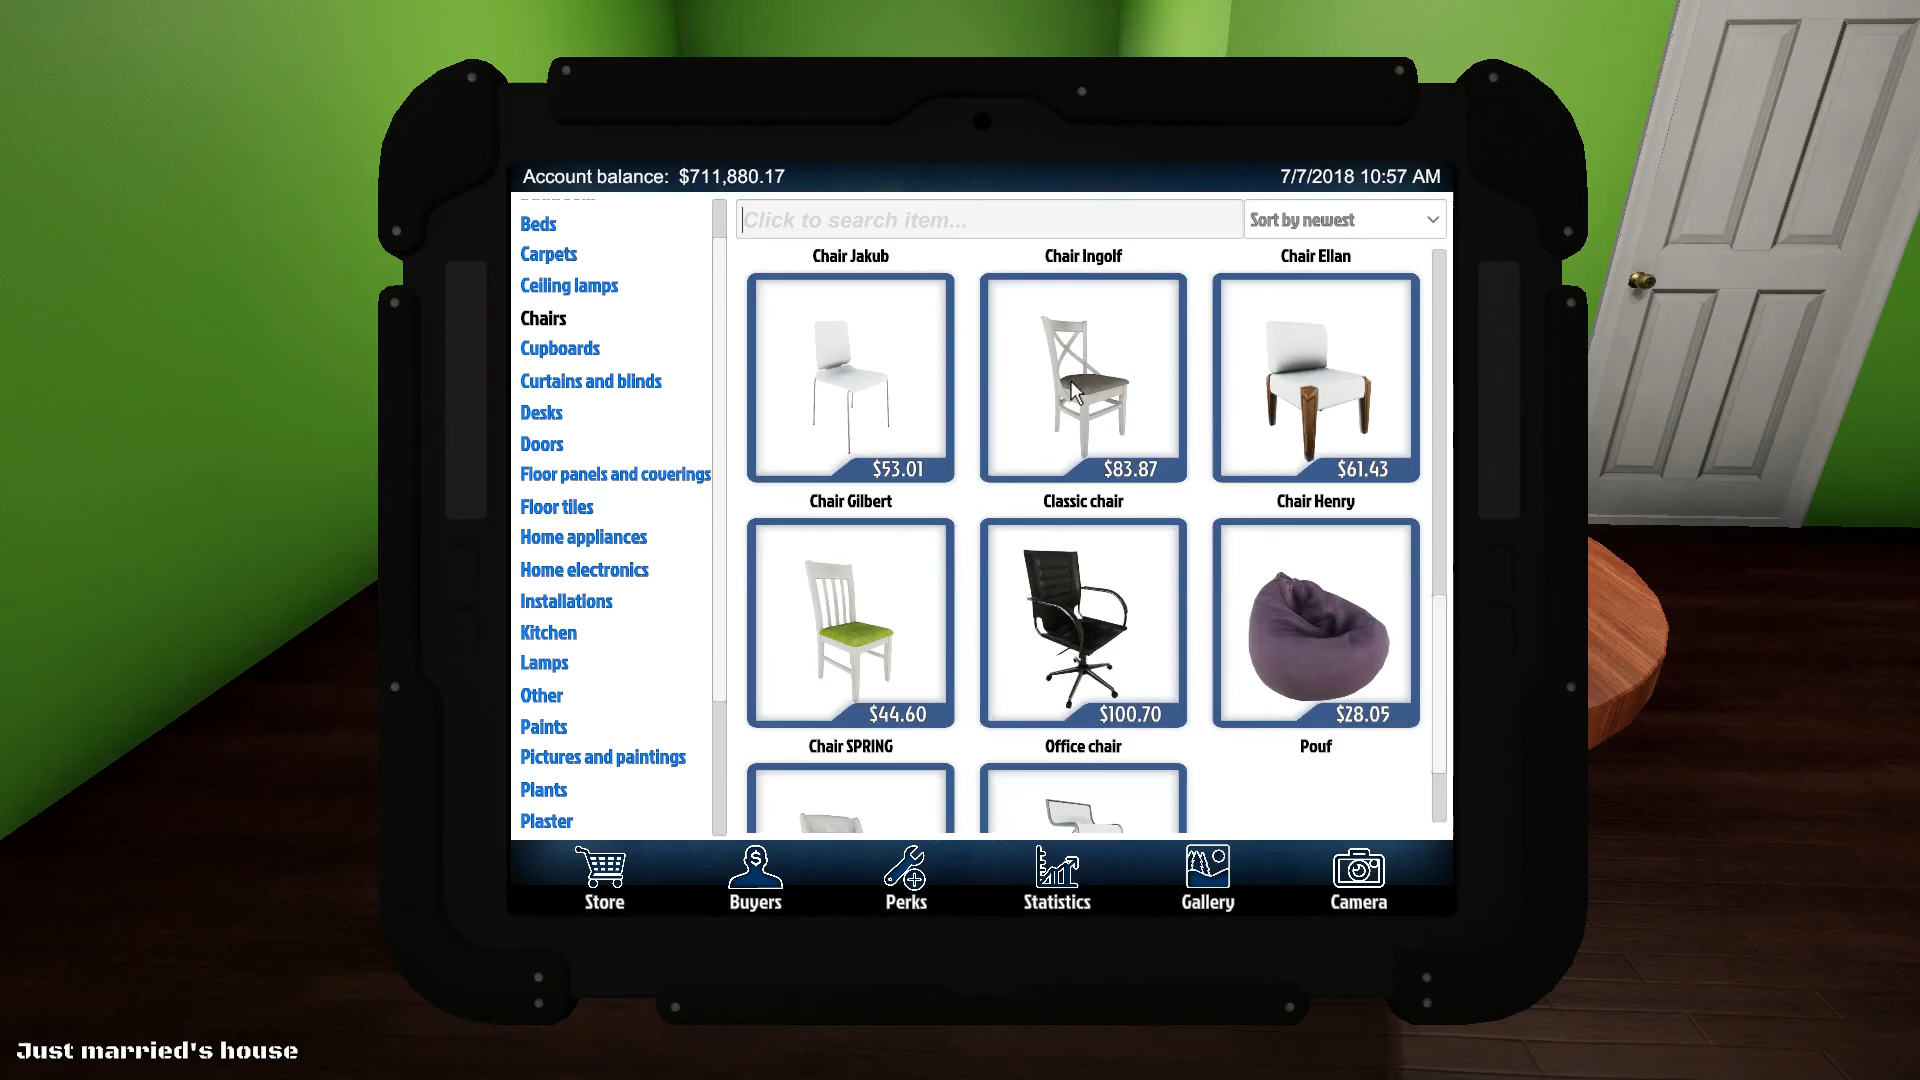 Account balance: $711,880.17
7/7/2018 10:57 AM
Beds
Carpets
Ceiling lamps
Chairs
Cupboards
Curtains and blinds
Desks
Doors
Floor panels and coverings
Floor tiles
Home appliances
Home electronics
Installations
Kitchen
Lamps
Other
Paints
Pictures and paintings
Plants
Plaster
Click to search item...
Sort by newest
Chair Jakub
Chair Ingolf
Chair Ellan
$53.01
$83.87
$61.43
Chair Gilbert
Classic chair
Chair Henry
$44.60
$100.70
$28.05
Chair SPRING
Office chair
Pouf
Store
Buyers
Perks
Statistics
Gallery
Camera
Just married's house